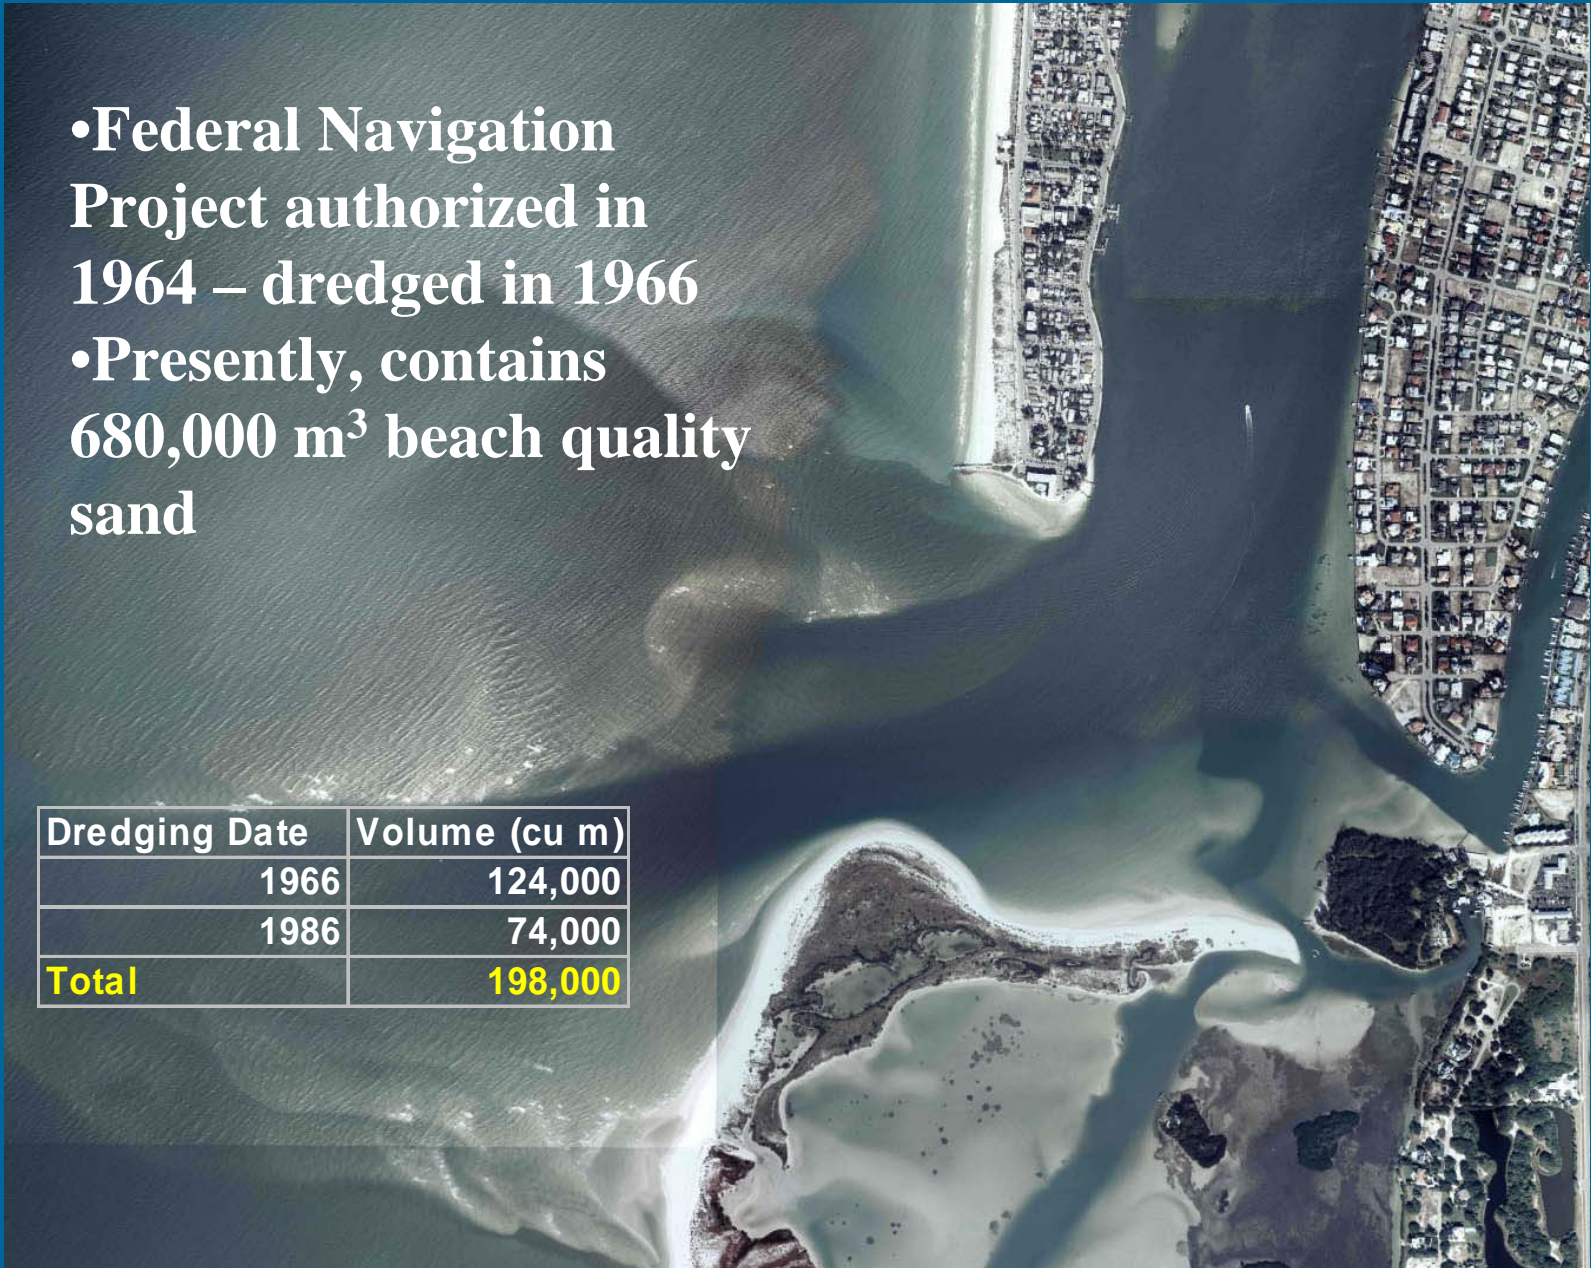 •Federal Navigation
Project authorized in
1964 – dredged in 1966
•Presently, contains
680,000 m³ beach quality
sand
Dredging Date Volume (cu m)
1966 124,000
1986 74,000
Total 198,000